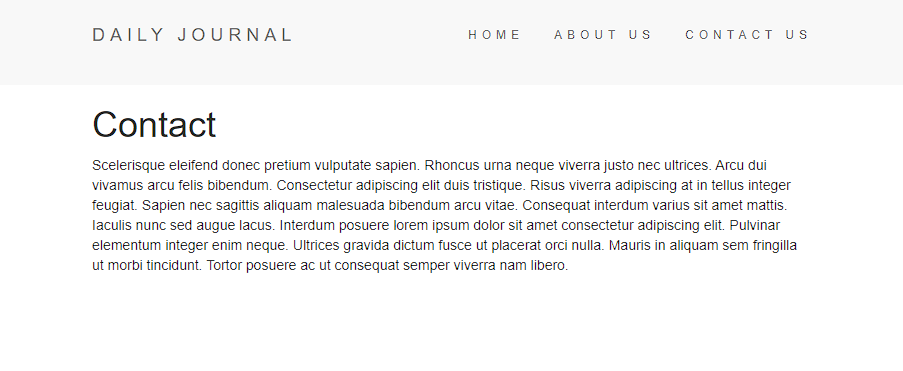 DAILY JOURNAL HOME ABOUT US CONTACT US
Contact
Scelerisque eleifend donec pretium vulputate sapien. Rhoncus urna neque viverra justo nec ultrices. Arcu dui
vivamus arcu felis bibendum. Consectetur adipiscing elit duis tristique. Risus viverra adipiscing at in tellus integer
feugiat. Sapien nec sagittis aliquam malesuada bibendum arcu vitae. Consequat interdum varius sit amet mattis.
Iaculis nunc sed augue lacus. Interdum posuere lorem ipsum dolor sit amet consectetur adipiscing elit. Pulvinar
elementum integer enim neque. Ultrices gravida dictum fusce ut placerat orci nulla. Mauris in aliquam sem fringilla
ut morbi tincidunt. Tortor posuere ac ut consequat semper viverra nam libero.